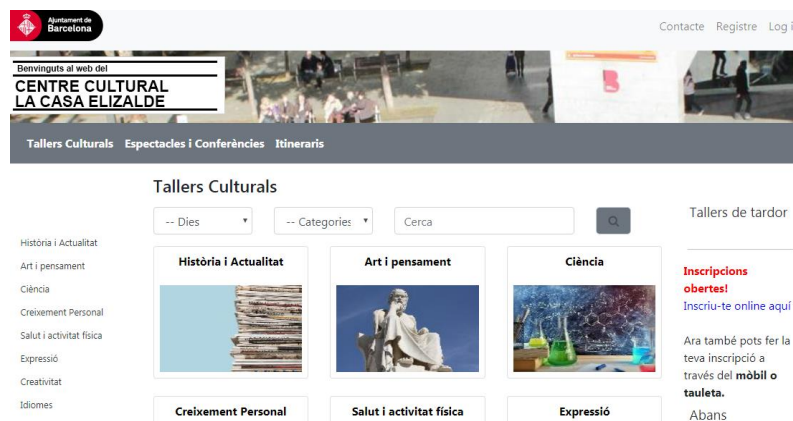 Ajuntament de
Barcelona
Contacte Registre Log i
Benvinguts al web del
CENTRE CULTURAL
LA CASA ELIZALDE
B
Tallers Culturals Espectacles i Conferències Itineraris
Tallers Culturals
-- Dies -- Categories Cerca
Història i Actualitat
Art i pensament
Ciència
Creixement Personal
Salut i activitat física
Expressió
Creativitat
Idiomes
Història i Actualitat
Art i pensament
Ciència
Creixement Personal
Salut i activitat física
Expressió
Tallers de tardor
Inscripcions
obertes!
Inscriu-te online aquí
Ara també pots fer la
teva inscripció a
través del mòbil o
tauleta.
Abans